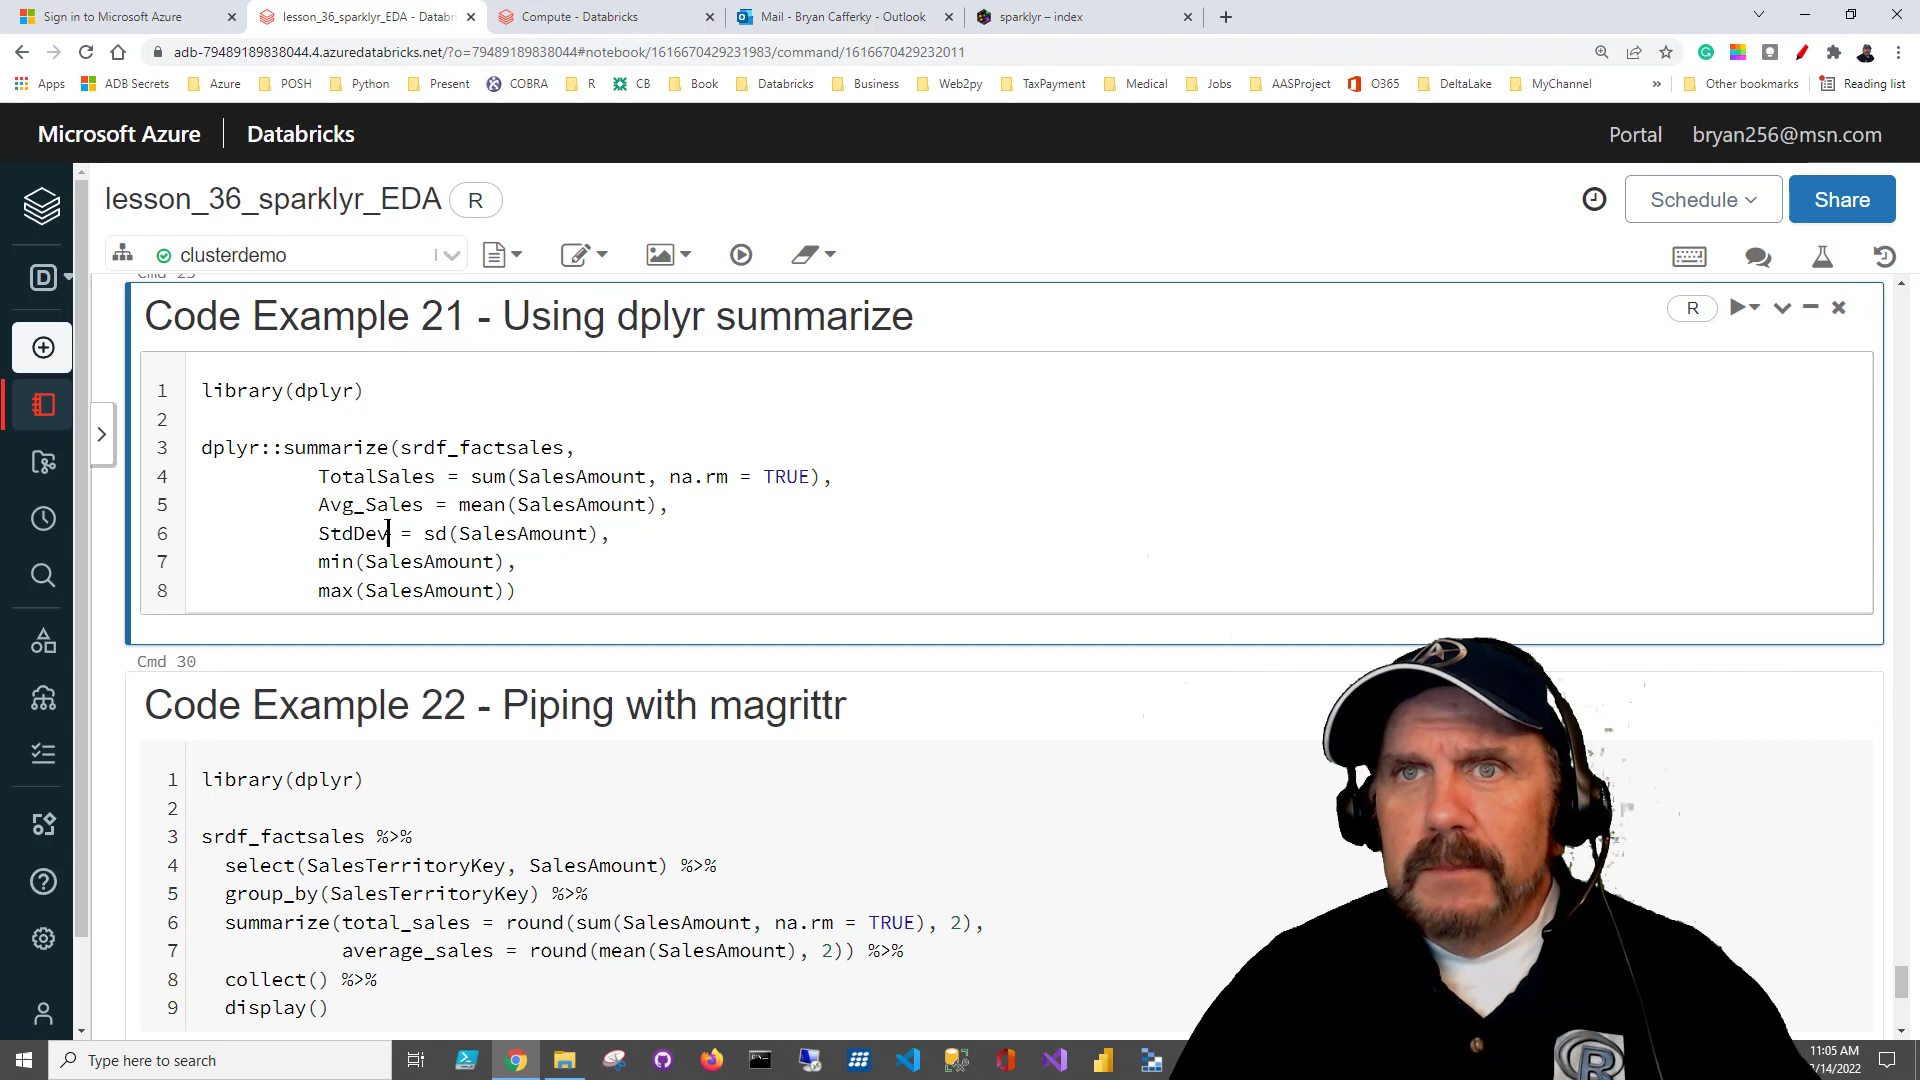 Sign in to Microsoft Azure
lesson_36_sparklyr_EDA - Databr
Compute - Databricks
Mail - Bryan Cafferky - Outlook
sparklyr – index
adb-79489189838044.4.azuredatabricks.net/?o=79489189838044#notebook/1616670429231983/command/1616670429232011
Apps ADB Secrets Azure POSH Python Present COBRA R CB Book Databricks Business Web2py TaxPayment Medical Jobs AASProject O365 DeltaLake MyChannel » Other bookmarks Reading list
Microsoft Azure Databricks Portal bryan256@msn.com
lesson_36_sparklyr_EDA R Schedule Share
D clusterdemo
Code Example 21 - Using dplyr summarize R
1 library(dplyr)
2
3 dplyr::summarize(srdf_factsales,
4 TotalSales = sum(SalesAmount, na.rm = TRUE),
5 Avg_Sales = mean(SalesAmount),
6 StdDev = sd(SalesAmount),
7 min(SalesAmount),
8 max(SalesAmount))
Cmd 30
Code Example 22 - Piping with magrittr
1 library(dplyr)
2
3 srdf_factsales %>%
4 select(SalesTerritoryKey, SalesAmount) %>%
5 group_by(SalesTerritoryKey) %>%
6 summarize(total_sales = round(sum(SalesAmount, na.rm = TRUE), 2),
7 average_sales = round(mean(SalesAmount), 2)) %>%
8 collect() %>%
9 display()
R
Type here to search
11:05 AM
/14/2022